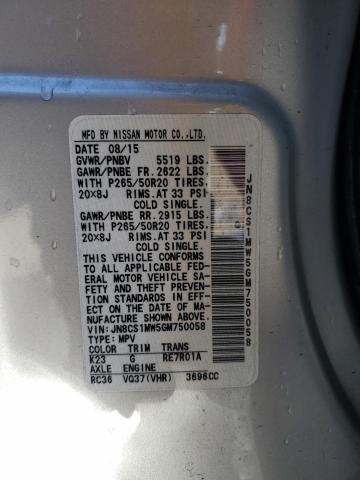 MFD BY NISSAN MOTOR CO.,LTD.
DATE 08/15
GVWR/PNBV 5519 LBS.
GAWR/PNBE FR. 2622 LBS.
WITH P265/50R20 TIRES.
20×8J RIMS.AT 33 PSI
COLD SINGLE.
GAWR/PNBE RR. 2915 LBS.
WITH P265/50R20 TIRES.
20×8J RIMS.AT 33 PSI
COLD SINGLE.
THIS VEHICLE CONFORMS
TO ALL APPLICABLE FED-
ERAL MOTOR VEHICLE SA-
FETY AND THEFT PREVEN-
TION STANDARDS IN EF-
FECT ON THE DATE OF MA-
NUFACTURE SHOWN ABOVE.
VIN:JN8CS1MW5GM750058
TYPE: MPV
COLOR TRIM TRANS
K23 G RE7R01A
AXLE ENGINE
RC36 VQ37(VHR) 3696CC
JN8CS1MW5GM750058